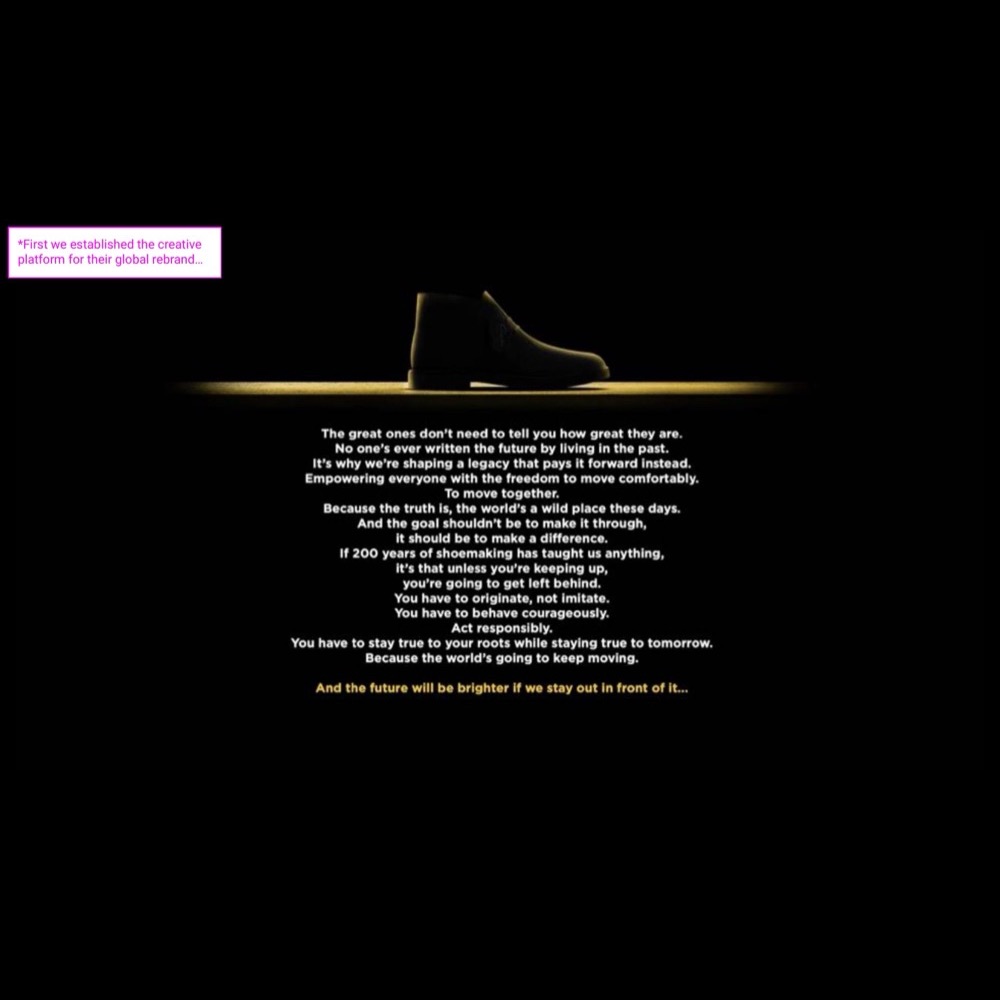 *First we established the creative
platform for their global rebrand...
The great ones don't need to tell you how great they are.
No one's ever written the future by living in the past.
It's why we're shaping a legacy that pays it forward instead.
Empowering everyone with the freedom to move comfortably.
To move together.
Because the truth is, the world's a wild place these days.
And the goal shouldn't be to make it through,
it should be to make a difference.
If 200 years of shoemaking has taught us anything,
it's that unless you're keeping up,
you're going to get left behind.
You have to originate, not imitate.
You have to behave courageously.
Act responsibly.
You have to stay true to your roots while staying true to tomorrow.
Because the world's going to keep moving.
And the future will be brighter if we stay out in front of it...